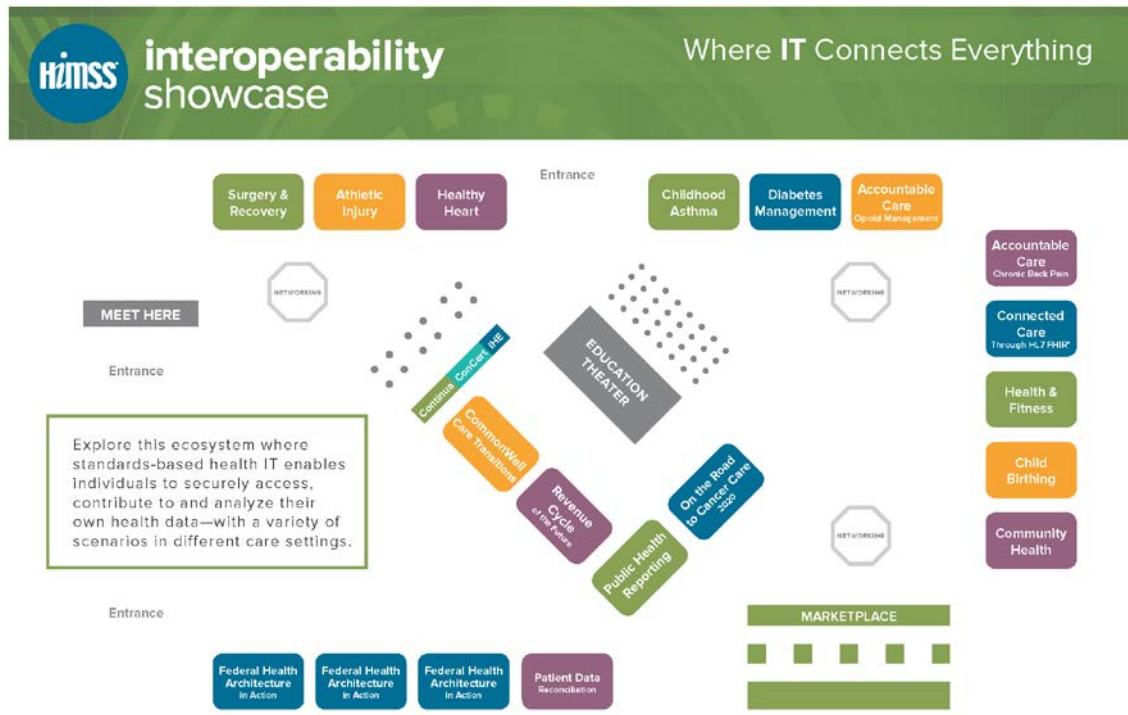 HIMSS
interoperability
showcase
Where IT Connects Everything
Surgery &
Recovery
Athletic
Injury
Healthy
Heart
Entrance
Childhood
Asthma
Diabetes
Management
Accountable
Care
Opioid Management
Accountable
Care
Chronic Back Pain
NETWORKING
NETWORKING
MEET HERE
Connected
Care
Through HL7 FHIR®
Entrance
Continua
ConCert
IHE
EDUCATION
THEATER
Health &
Fitness
Explore this ecosystem where
standards-based health IT enables
individuals to securely access,
contribute to and analyze their
own health data—with a variety of
scenarios in different care settings.
CommonWell
Care Transitions
Revenue
Cycle
of the Future
Public Health
Reporting
On the Road
to Cancer Care
2020
Child
Birthing
NETWORKING
Community
Health
Entrance
MARKETPLACE
Federal Health
Architecture
In Action
Federal Health
Architecture
In Action
Federal Health
Architecture
In Action
Patient Data
Reconciliation